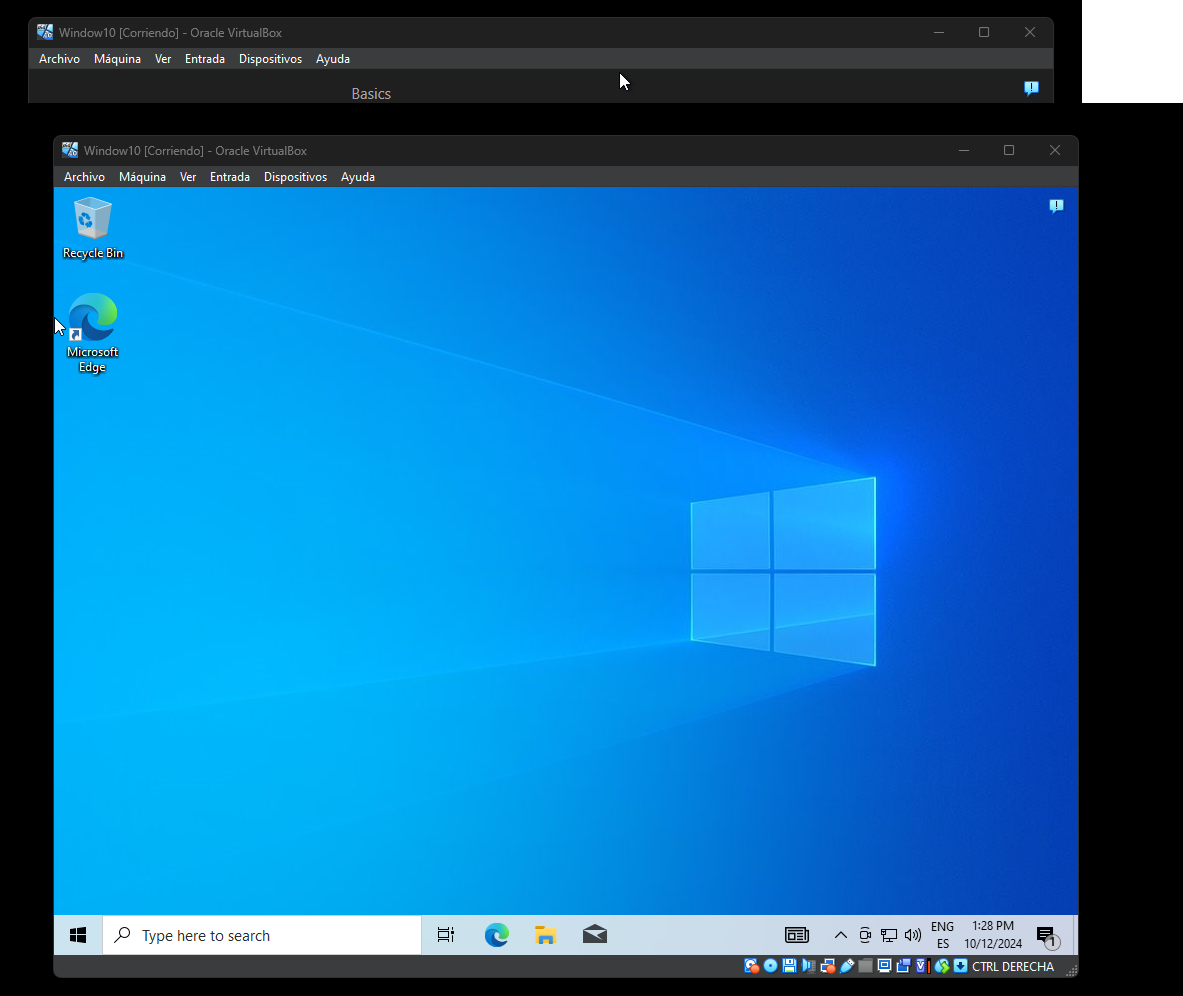 Window10 [Corriendo] - Oracle VirtualBox
Archivo Máquina Ver Entrada Dispositivos Ayuda
Basics
Window10 [Corriendo] - Oracle VirtualBox
Archivo Máquina Ver Entrada Dispositivos Ayuda
Recycle Bin
Microsoft
Edge
Type here to search
ENG
ES
1:28 PM
10/12/2024
1
CTRL DERECHA